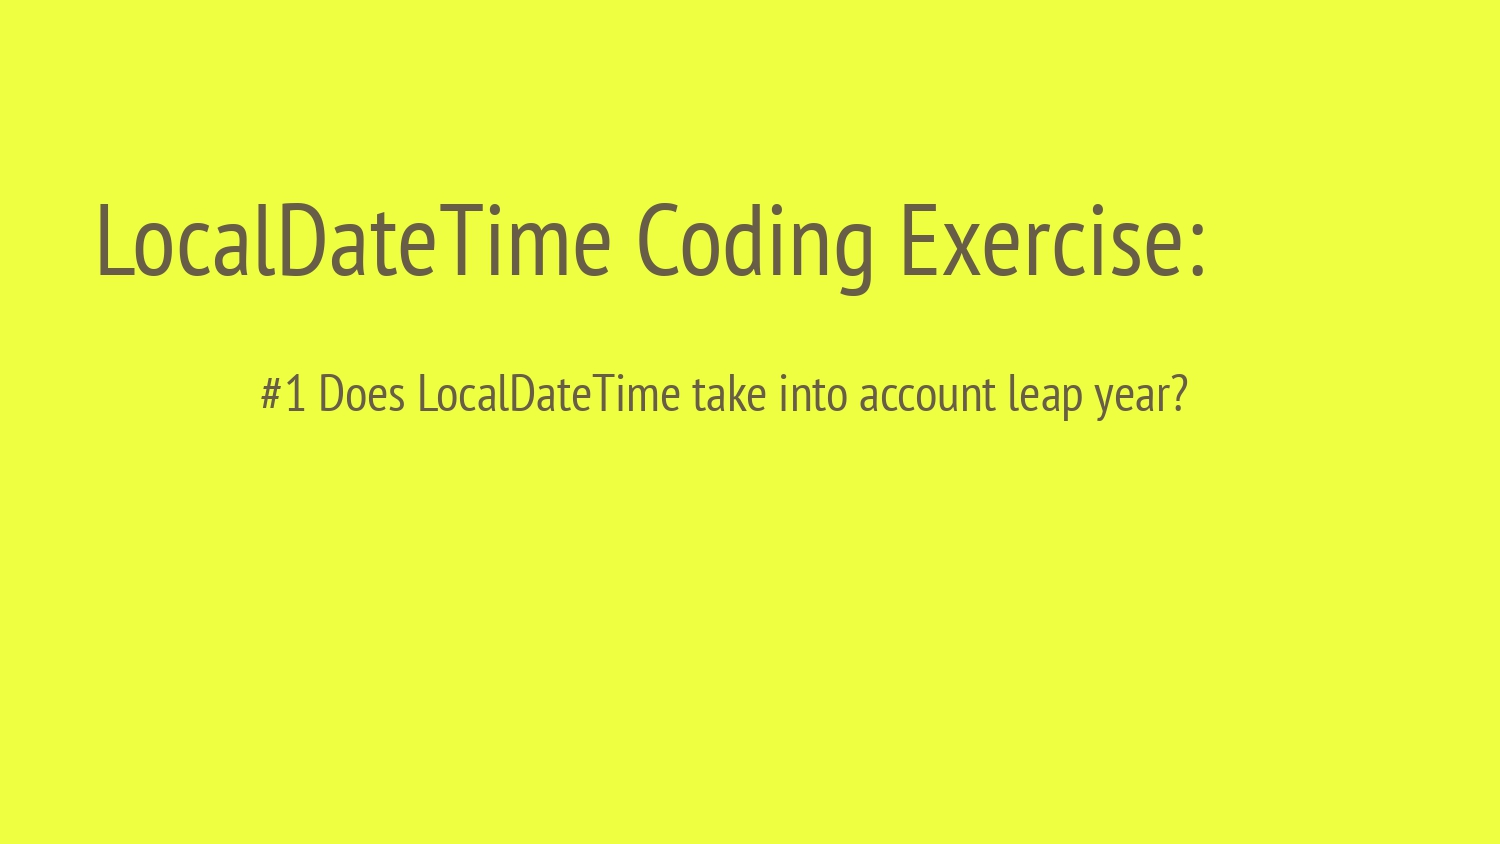 LocalDateTime Coding Exercise:
#1 Does LocalDateTime take into account leap year?